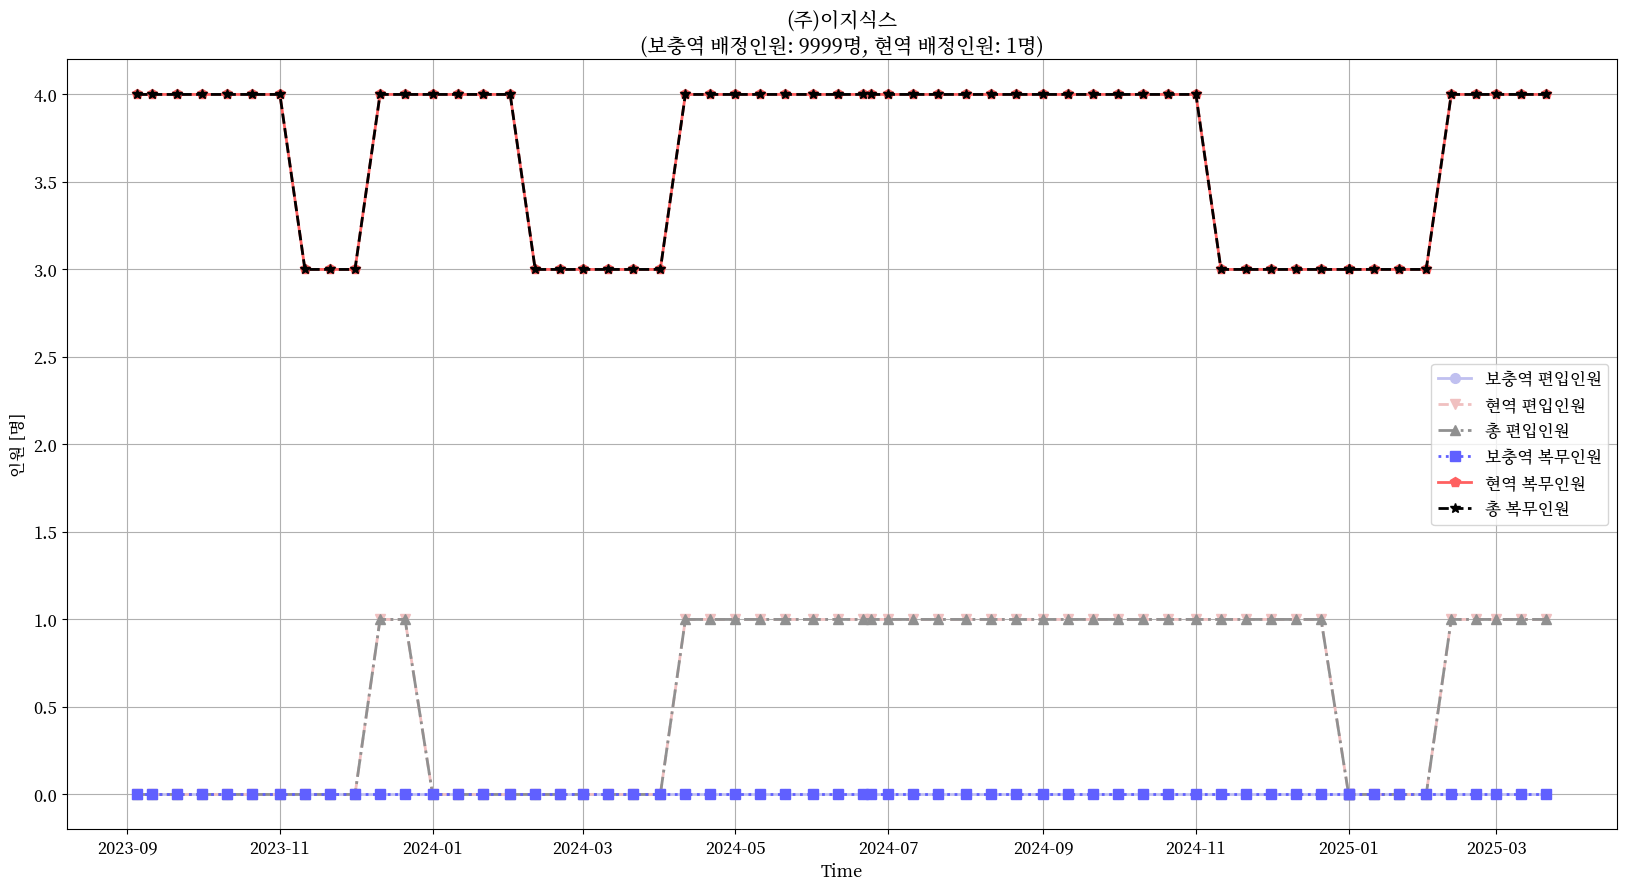 (주)이지식스
(보충역 배정인원: 9999명, 현역 배정인원: 1명)
인원 [명]
4.0
3.5
3.0
2.5
2.0
1.5
1.0
0.5
0.0
보충역 편입인원
현역 편입인원
총 편입인원
보충역 복무인원
현역 복무인원
총 복무인원
2023-09 2023-11 2024-01 2024-03 2024-05 2024-07 2024-09 2024-11 2025-01 2025-03
Time